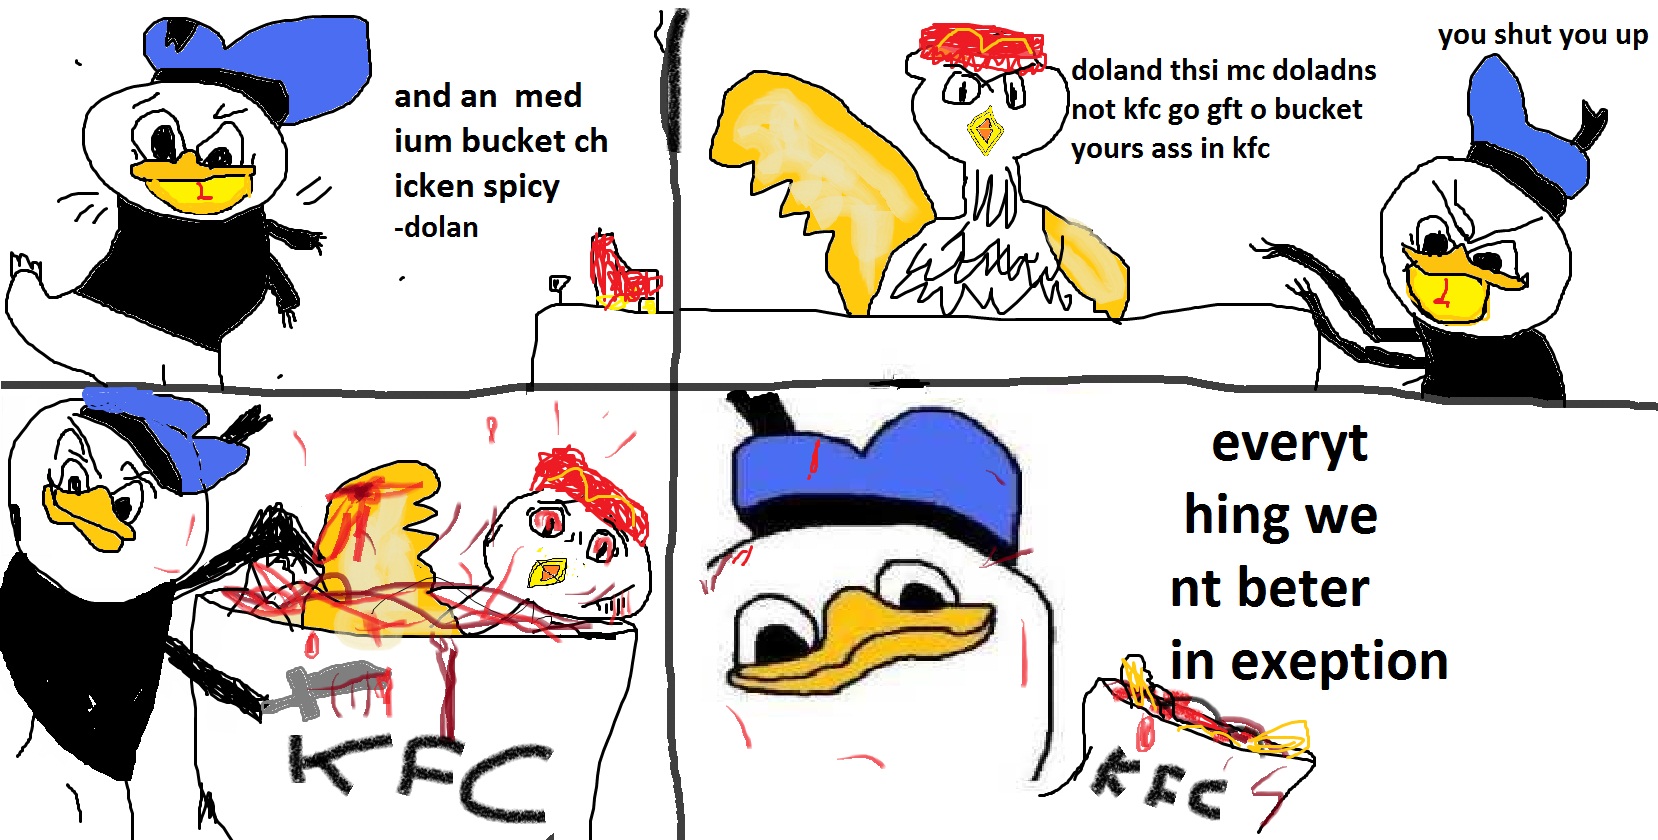 and an med
ium bucket ch
icken spicy
-dolan
doland thsi mc doladns
not kfc go gft o bucket
yours ass in kfc
you shut you up
KFC
everyt
hing we
nt beter
in exeption
KFC